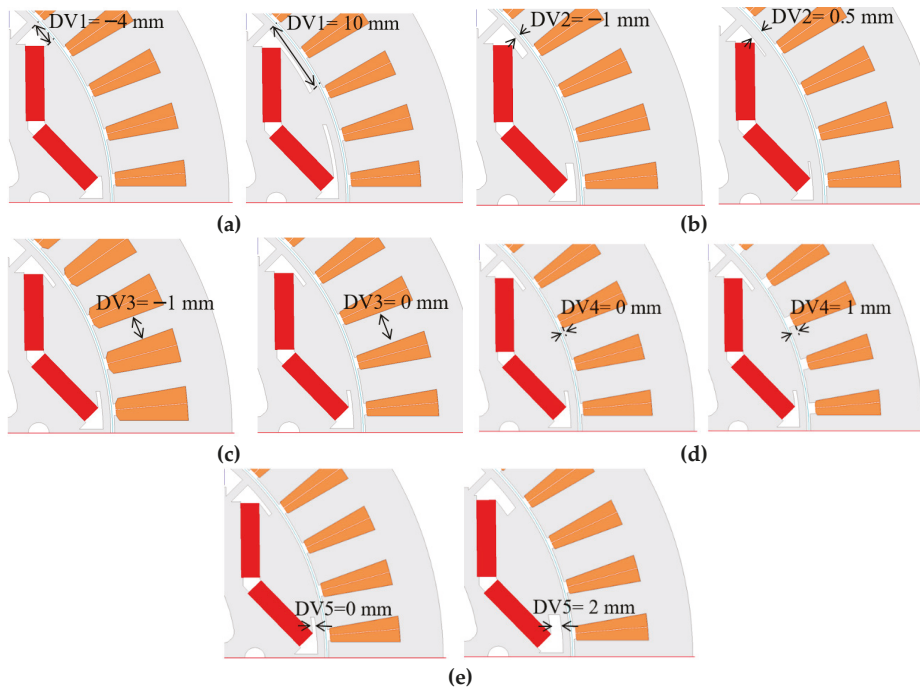 DV1= −4 mm
DV1= 10 mm
DV2= −1 mm
DV2= 0.5 mm
(a)
(b)
DV3= −1 mm
DV3= 0 mm
DV4= 0 mm
DV4= 1 mm
(c)
(d)
DV5=0 mm
DV5= 2 mm
(e)